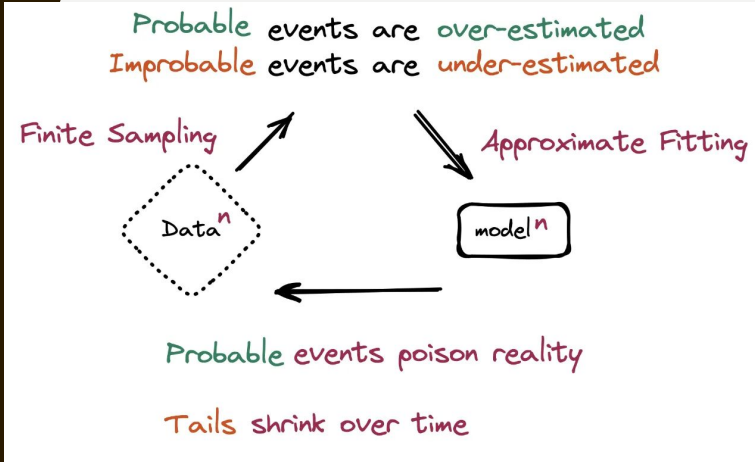 Probable events are over-estimated
Improbable events are under-estimated
Finite Sampling
Approximate Fitting
Data n
model n
Probable events poison reality
Tails shrink over time